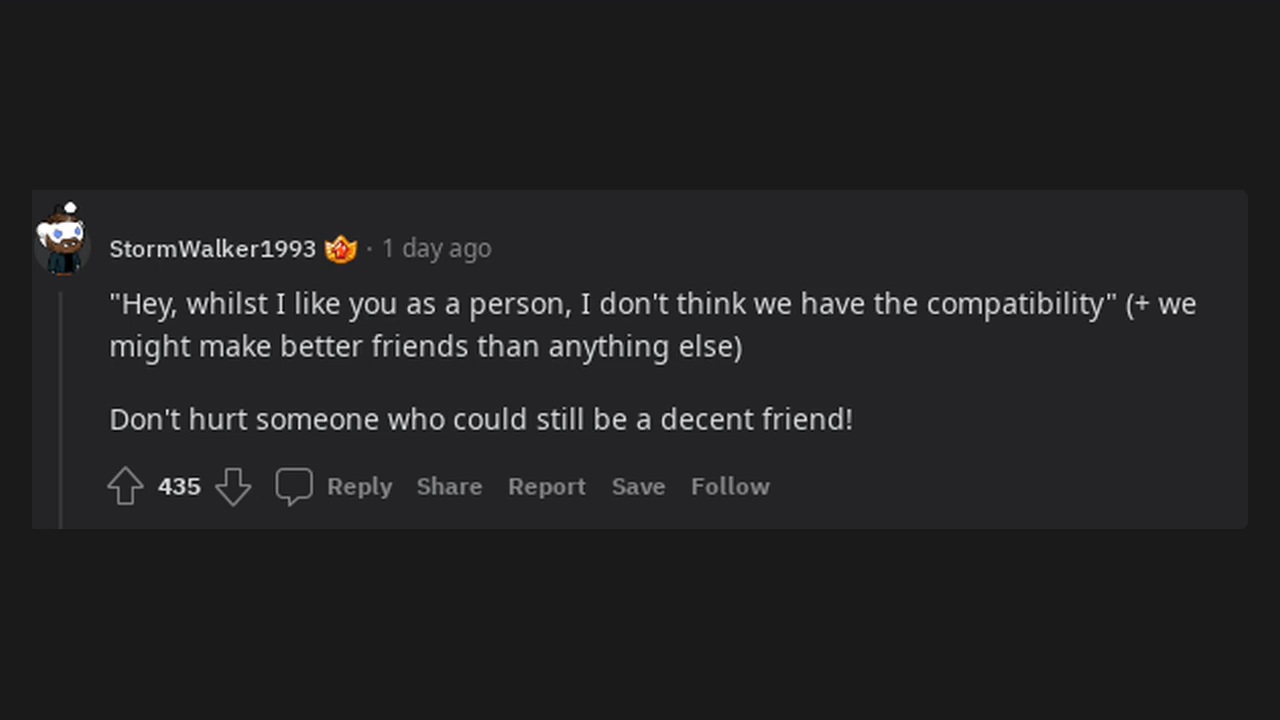 StormWalker1993 · 1 day ago
"Hey, whilst I like you as a person, I don't think we have the compatibility" (+ we
might make better friends than anything else)
Don't hurt someone who could still be a decent friend!
435 Reply Share Report Save Follow